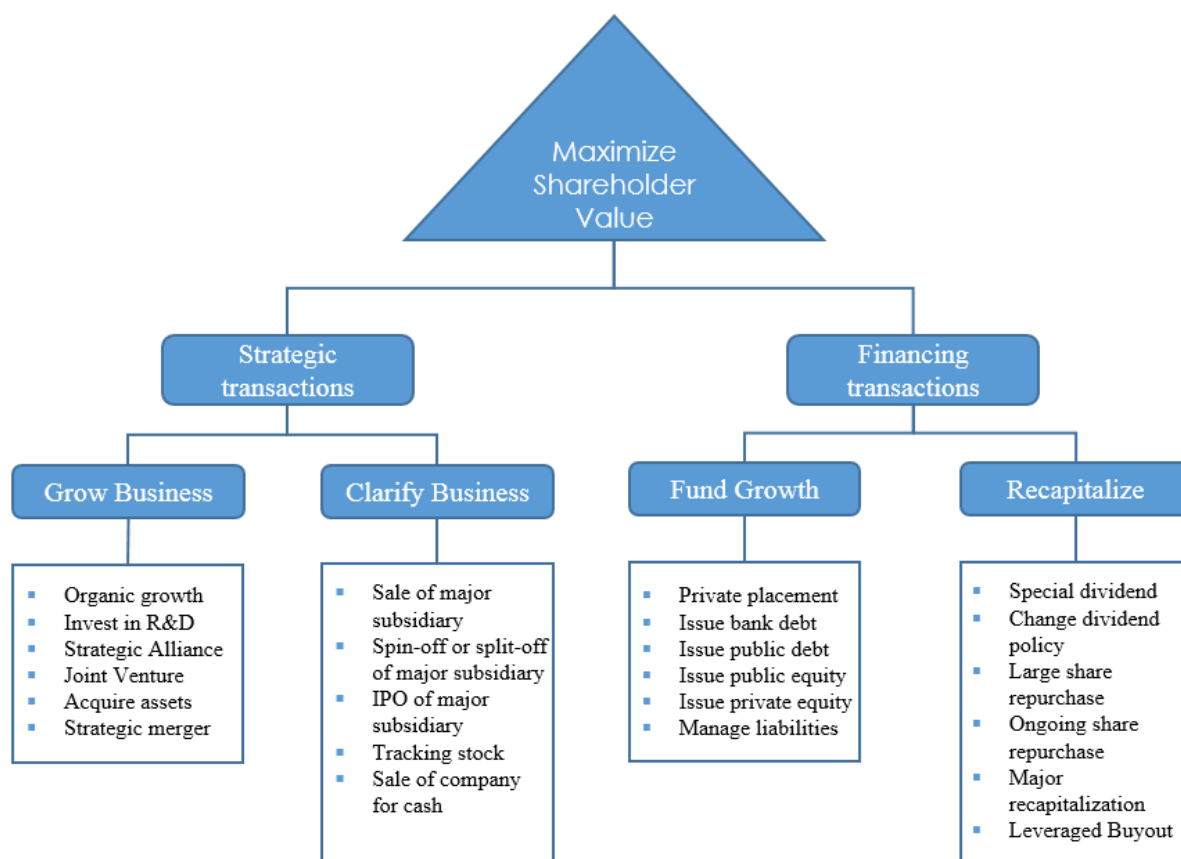 Maximize
Shareholder
Value
Strategic
transactions
Financing
transactions
Grow Business
Clarify Business
Fund Growth
Recapitalize
Organic growth
Invest in R&D
Strategic Alliance
Joint Venture
Acquire assets
Strategic merger
Sale of major
subsidiary
Spin-off or split-off
of major subsidiary
IPO of major
subsidiary
Tracking stock
Sale of company
for cash
Private placement
Issue bank debt
Issue public debt
Issue public equity
Issue private equity
Manage liabilities
Special dividend
Change dividend
policy
Large share
repurchase
Ongoing share
repurchase
Major
recapitalization
Leveraged Buyout